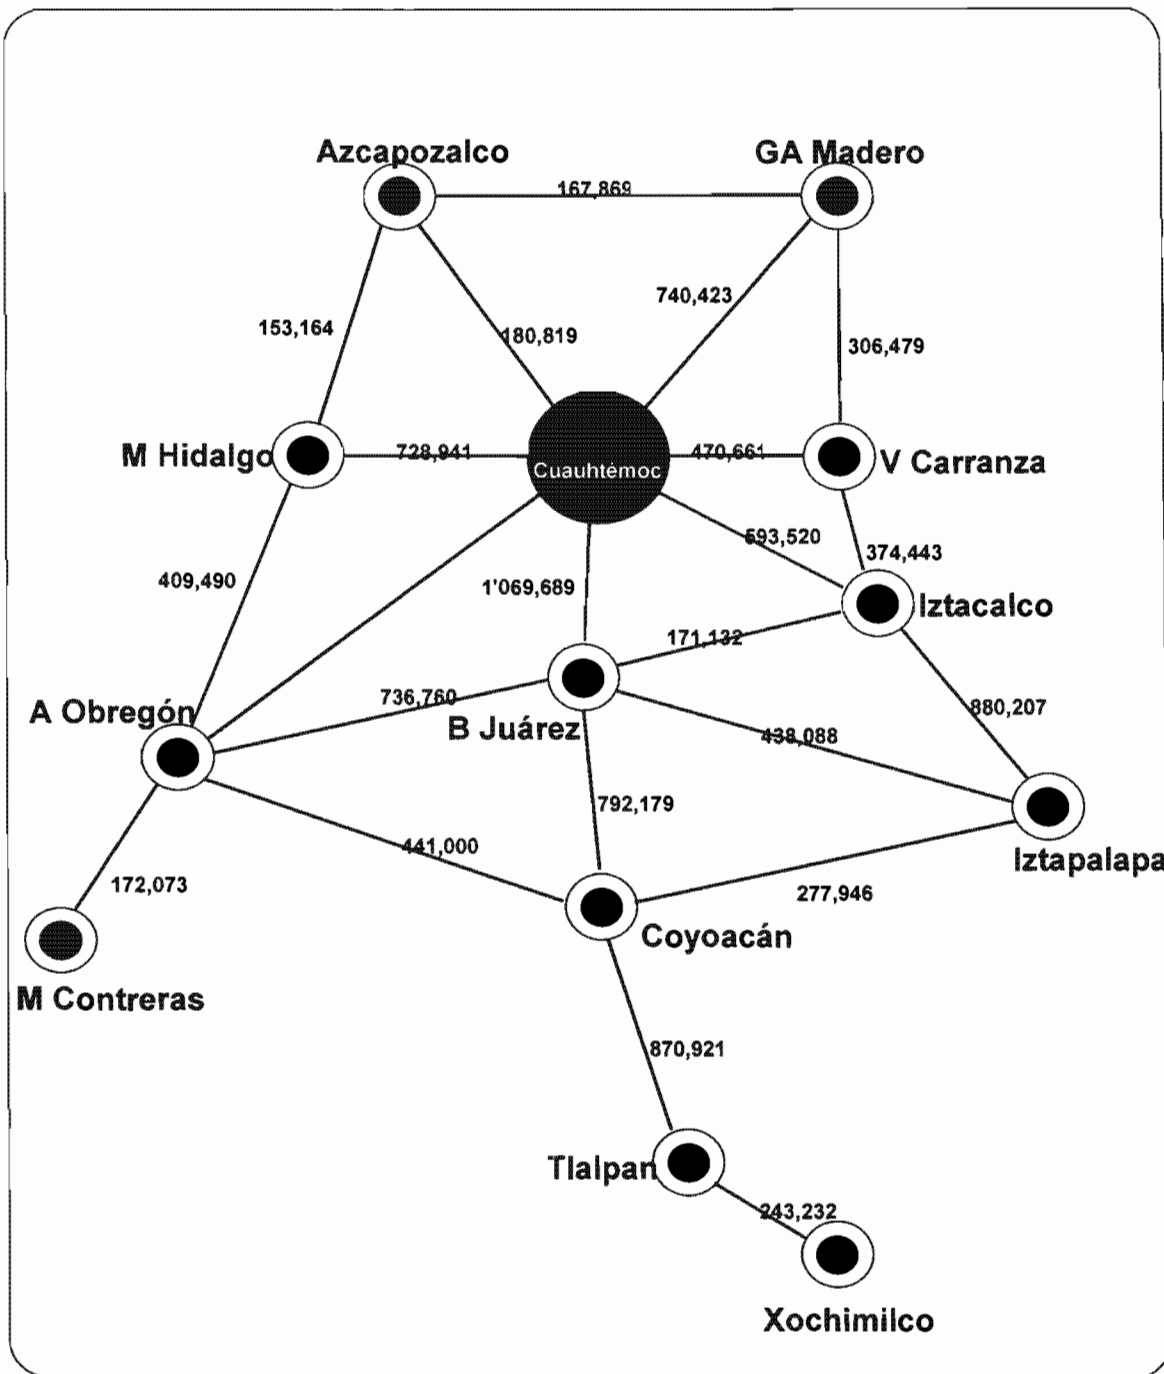 Azcapozalco
GA Madero
167,869
740,423
153,164
180,819
306,479
M Hidalgo
728,941
Cuauhtémoc
470,661
V Carranza
593,520
374,443
409,490
1'069,689
Iztacalco
171,132
736,760
A Obregón
B Juárez
880,207
438,088
792,179
441,000
Iztapalapa
172,073
277,946
Coyoacán
M Contreras
870,921
Tlalpan
243,232
Xochimilco